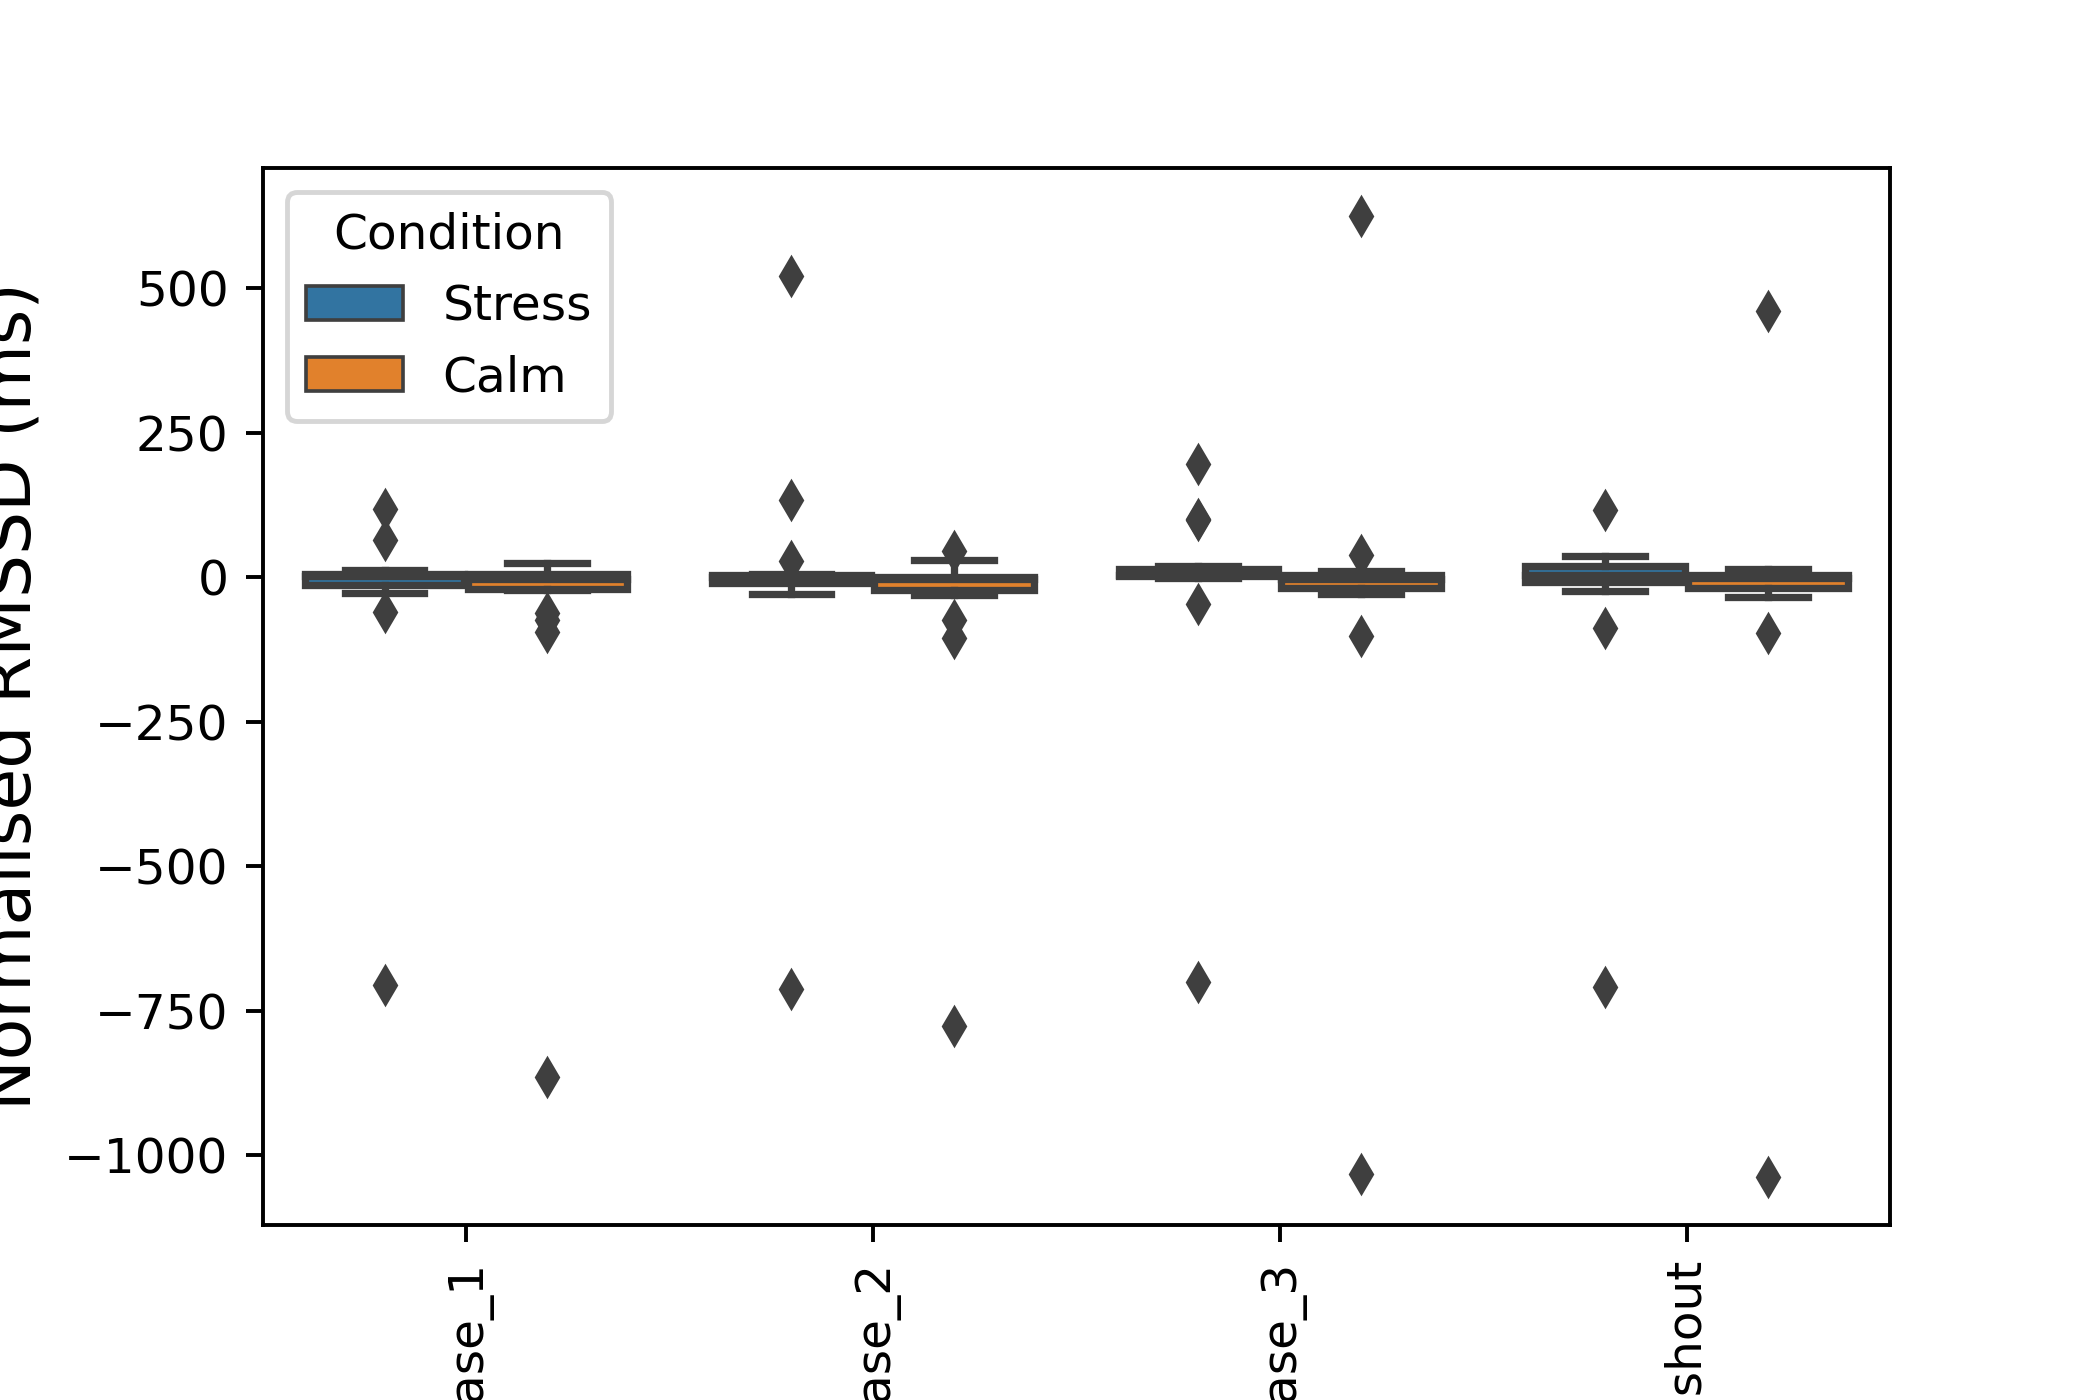 Normalised RMSSD (ms)
Condition
Stress
Calm
500
250
0
−250
−500
−750
−1000
ase_1
ase_2
ase_3
shout